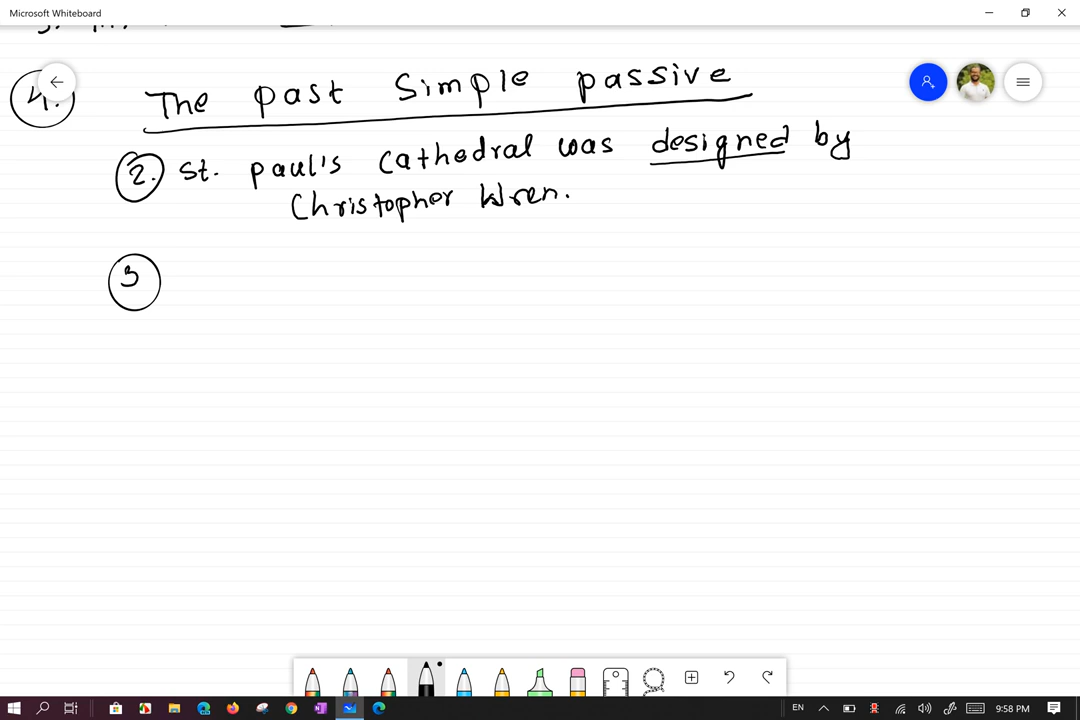 Microsoft Whiteboard
4.
The past Simple passive
2. St. paul's Cathedral was designed by
Christopher Wren.
3
EN
9:58 PM